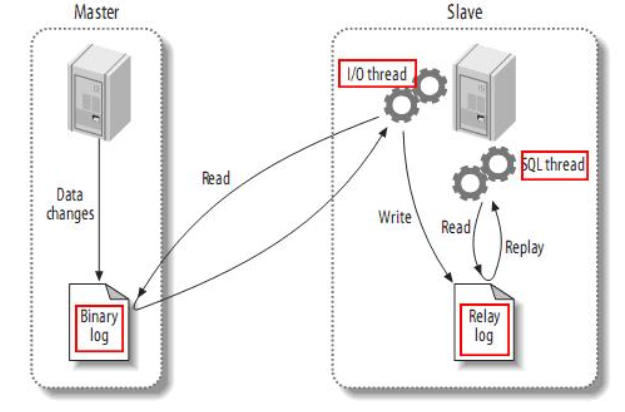 Master
Slave
I/O thread
SQL thread
Read
Data
changes
Write
Read
Replay
Binary
log
Relay
log